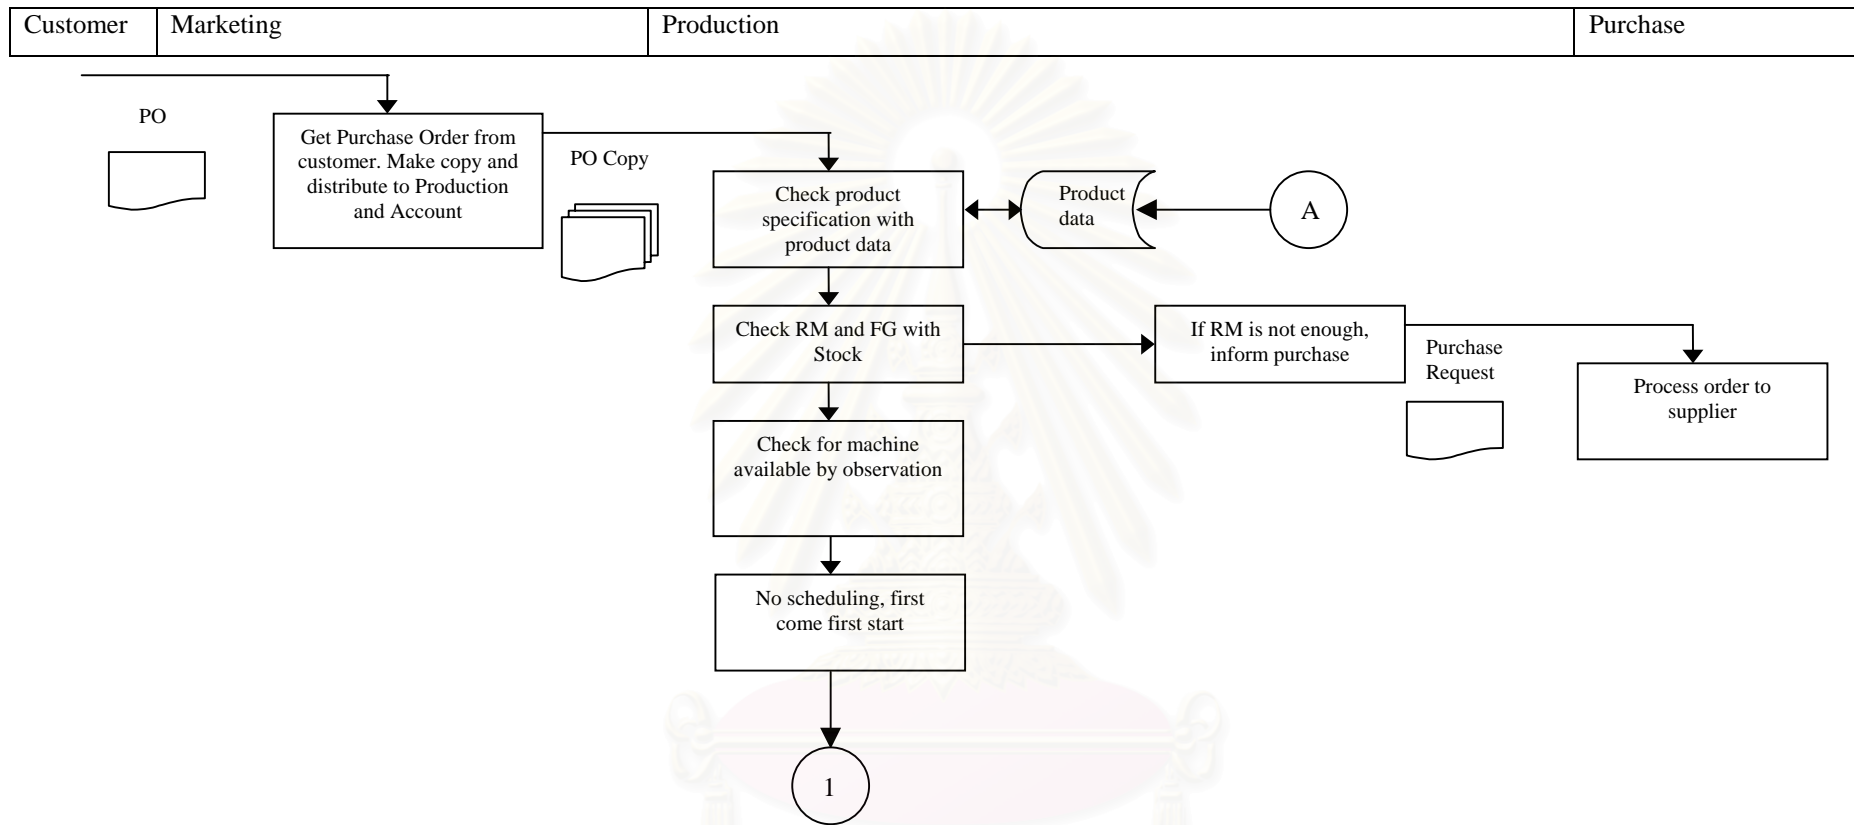 Customer
Marketing
Production
Purchase
PO
Get Purchase Order from
customer. Make copy and
distribute to Production
and Account
PO Copy
Check product
specification with
product data
Product
data
A
Check RM and FG with
Stock
If RM is not enough,
inform purchase
Purchase
Request
Process order to
supplier
Check for machine
available by observation
No scheduling, first
come first start
1